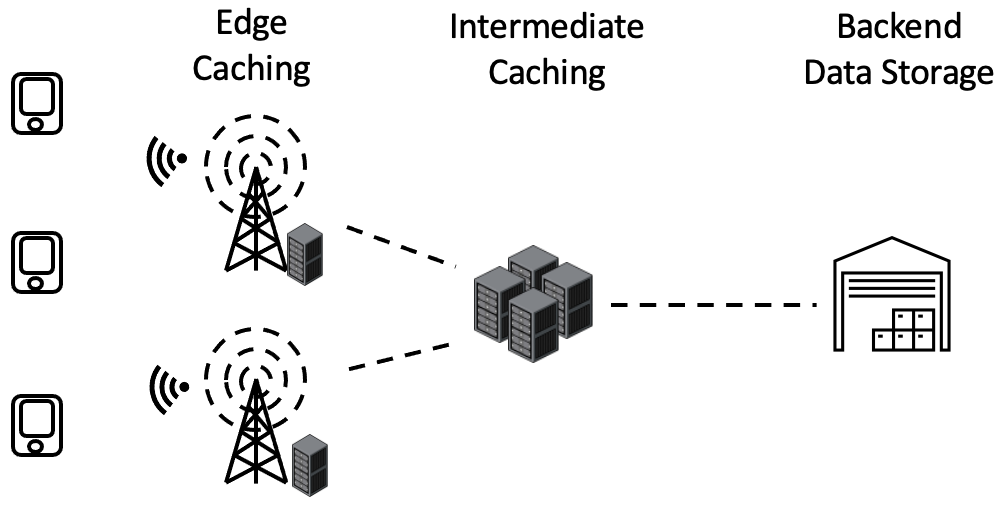 Edge
Caching
Intermediate
Caching
Backend
Data Storage